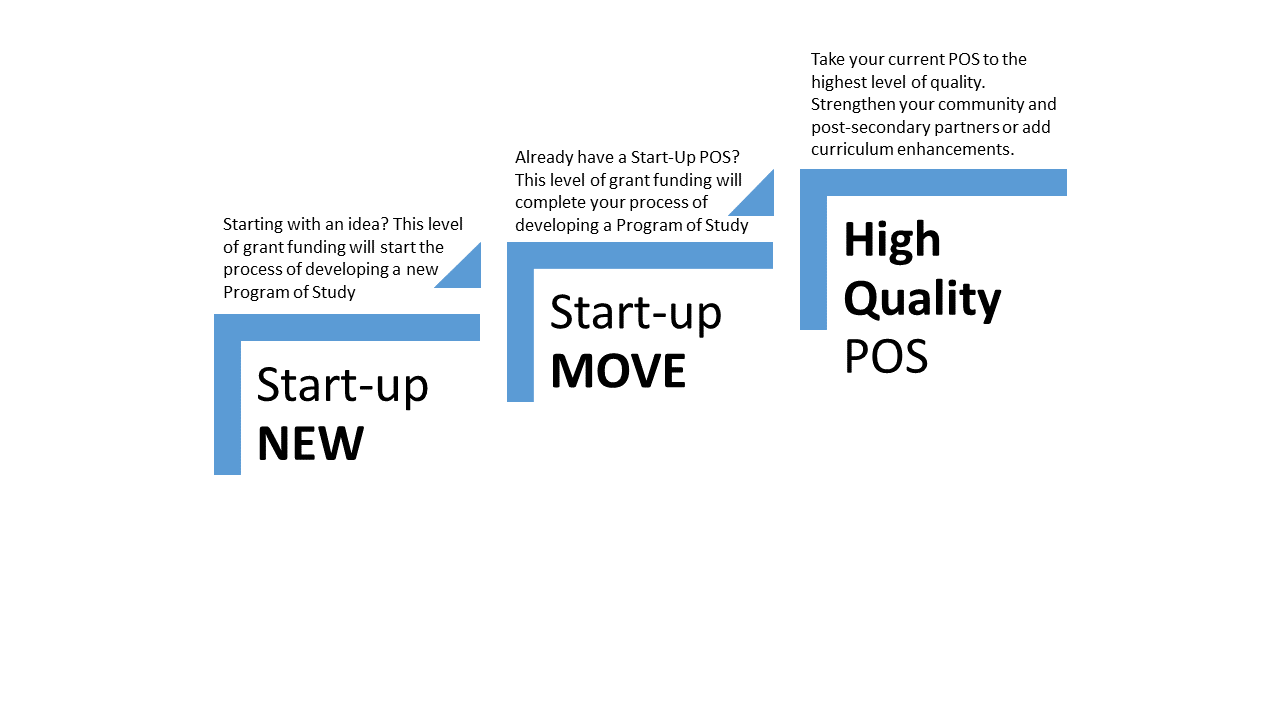 Starting with an idea? This level
of grant funding will start the
process of developing a new
Program of Study
Start-up
NEW
Already have a Start-Up POS?
This level of grant funding will
complete your process of
developing a Program of Study
Start-up
MOVE
Take your current POS to the
highest level of quality.
Strengthen your community and
post-secondary partners or add
curriculum enhancements.
High
Quality
POS